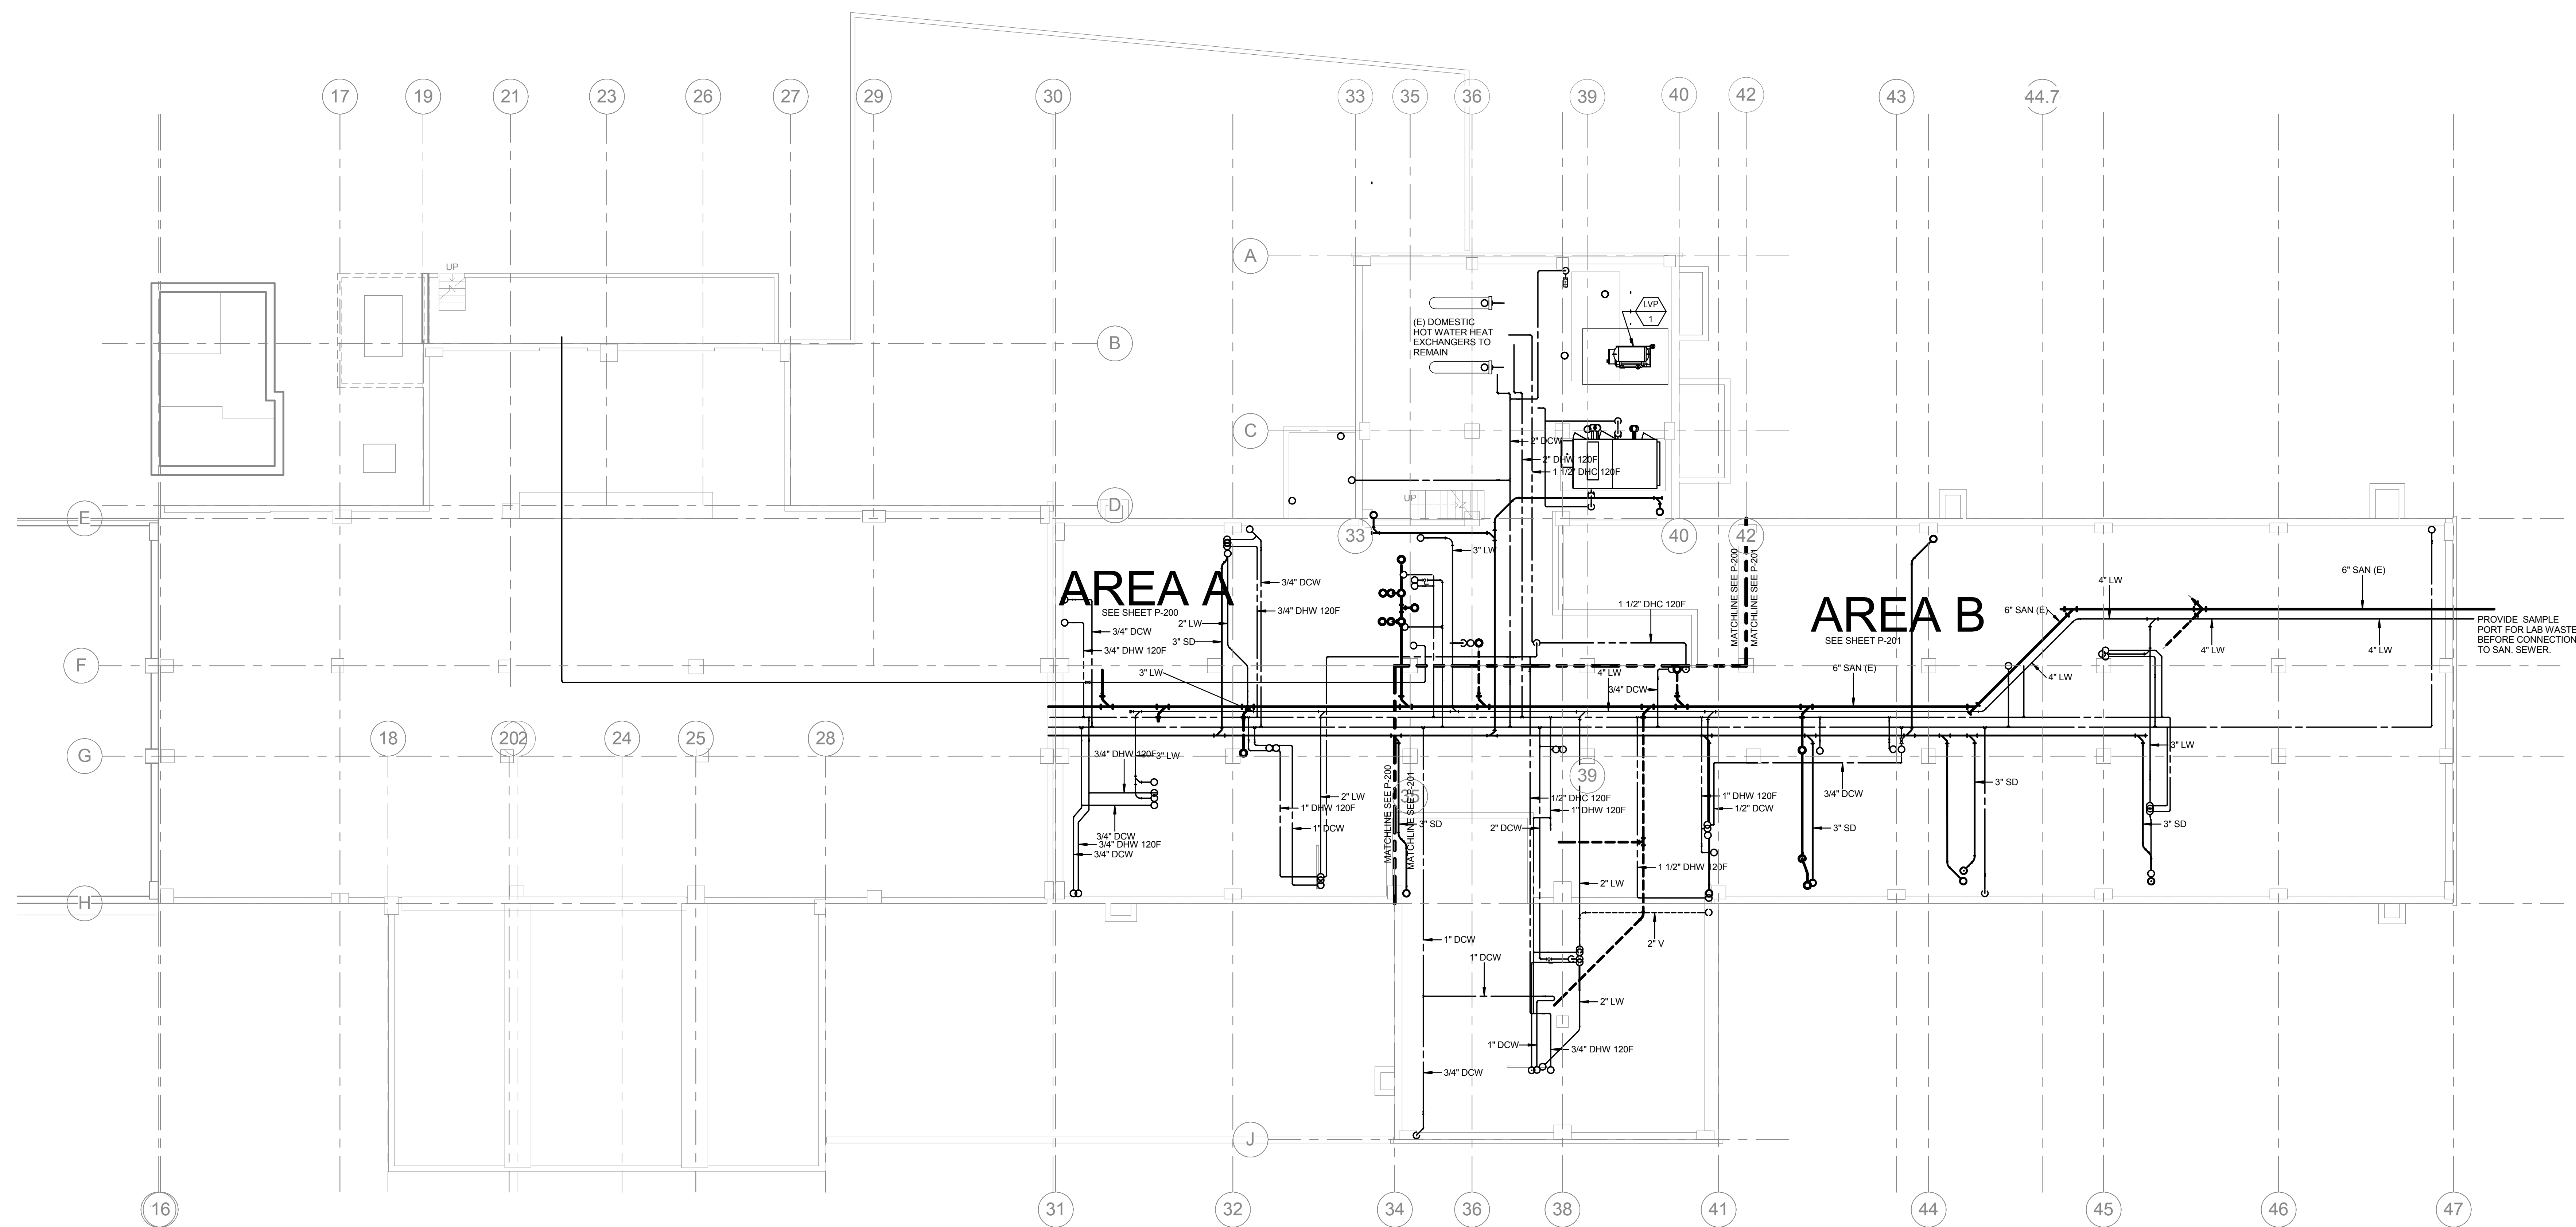 17
19
21
23
26
27
29
30
33
35
36
39
40
42
43
44.7
A
UP
LVP
1
(E) DOMESTIC
HOT WATER HEAT
EXCHANGERS TO
REMAIN
B
C
2" DCW
2" DHW 120F
1 1/2" DHC 120F
UP
D
E
33
40
42
3" LW
MATCHLINE SEE P-200
MATCHLINE SEE P-201
AREA A
SEE SHEET P-200
3/4" DCW
3/4" DHW 120F
2" LW
3" SD
3/4" DCW
3/4" DHW 120F
1 1/2" DHC 120F
AREA B
SEE SHEET P-201
6" SAN (E)
4" LW
6" SAN (E)
PROVIDE SAMPLE
PORT FOR LAB WASTE
BEFORE CONNECTION
TO SAN. SEWER.
4" LW
4" LW
F
3" LW
4" LW
3/4" DCW
6" SAN (E)
4" LW
18
20
24
25
28
G
3/4" DHW 120F
3" LW
3" LW
39
35
2" LW
1" DHW 120F
1" DCW
MATCHLINE SEE P-200
MATCHLINE SEE P-201
3" SD
1/2" DHC 120F
1" DHW 120F
2" DCW
1" DHW 120F
1/2" DCW
3/4" DCW
3" SD
3" SD
3" SD
3/4" DCW
3/4" DHW 120F
3/4" DCW
1 1/2" DHW 120F
2" LW
H
1" DCW
2" V
1" DCW
2" LW
1" DCW
3/4" DHW 120F
3/4" DCW
J
16
31
32
34
36
38
41
44
45
46
47